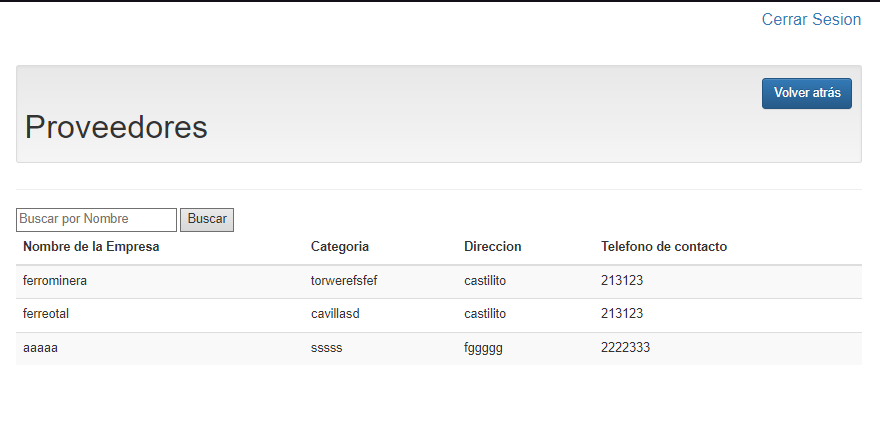 Cerrar Sesion
Volver atrás
Proveedores
Buscar por Nombre Buscar
Nombre de la Empresa Categoria Direccion Telefono de contacto
ferrominera torwerefsfef castilito 213123
ferreotal cavillasd castilito 213123
aaaaa sssss fggggg 2222333